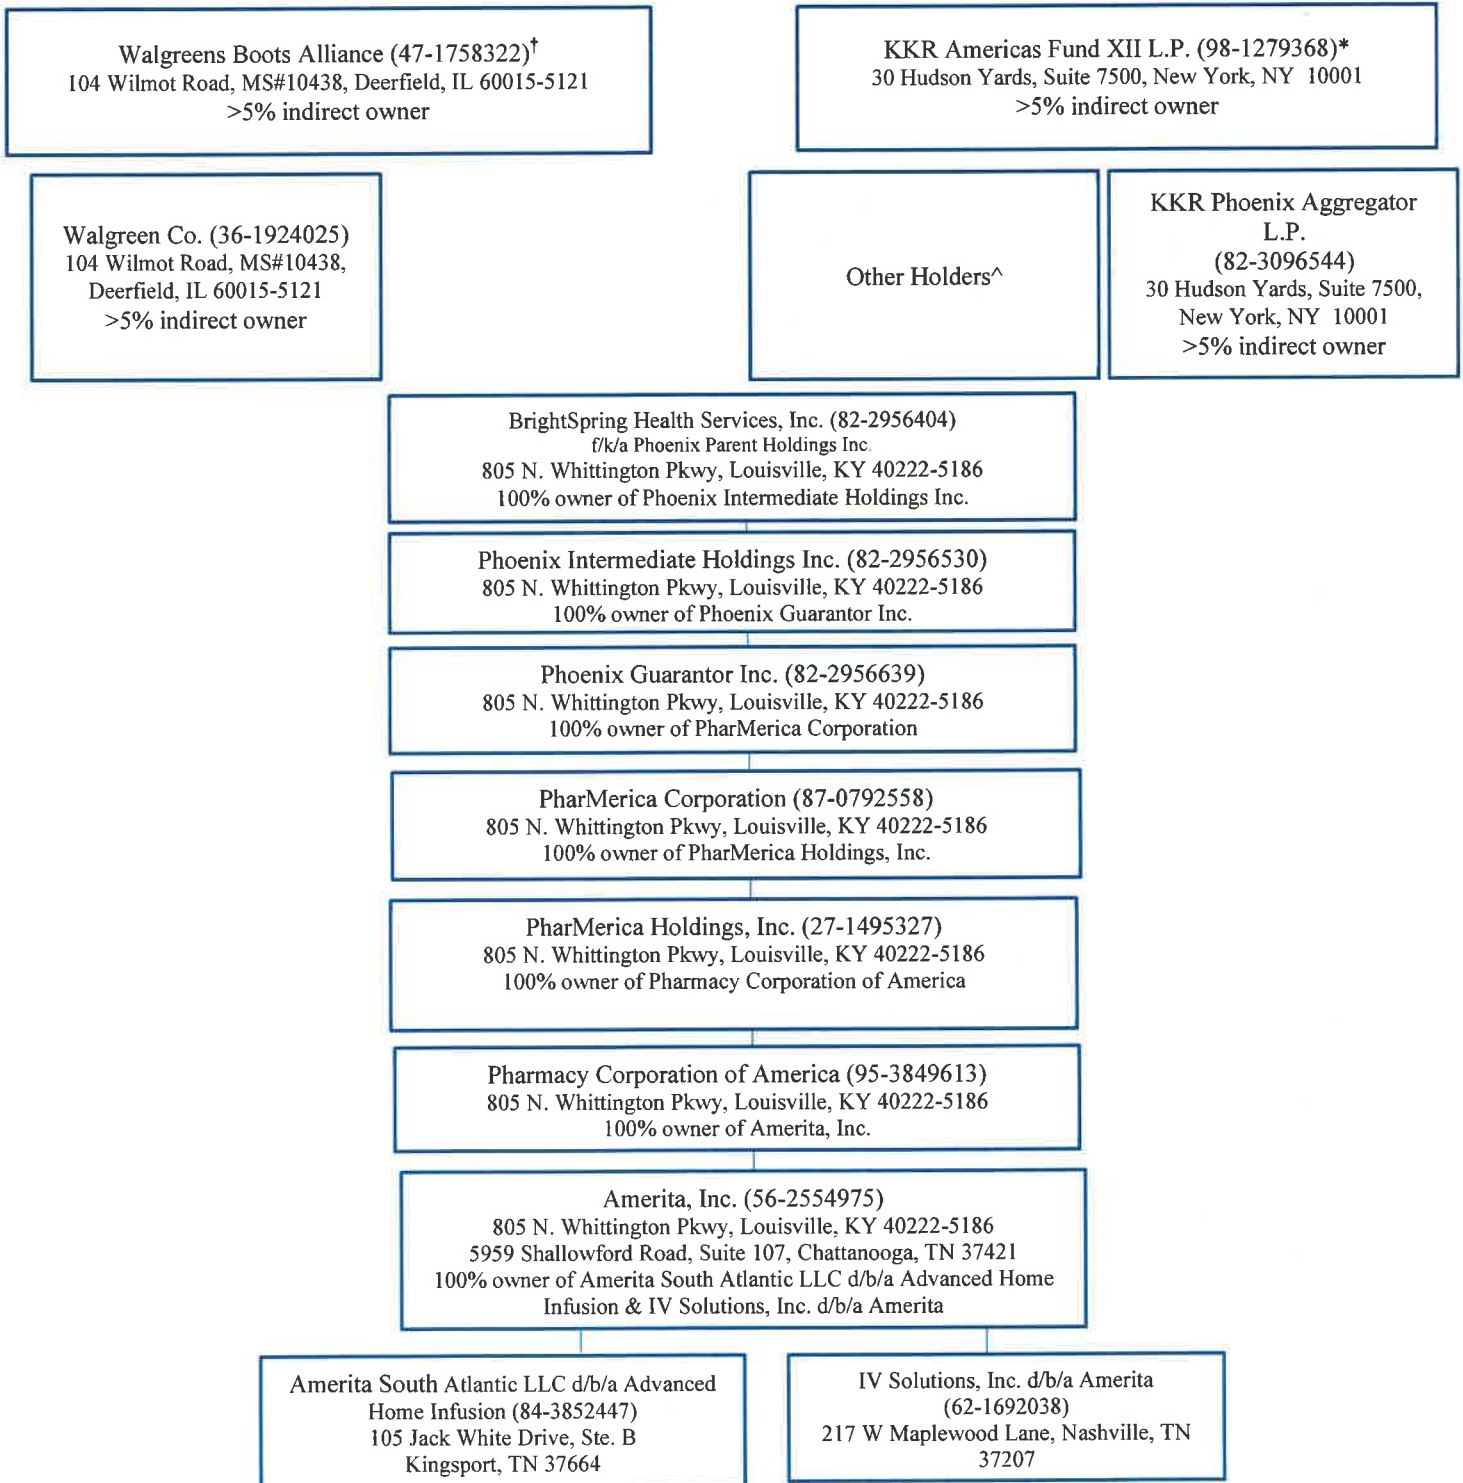 Walgreens Boots Alliance (47-1758322)†
104 Wilmot Road, MS#10438, Deerfield, IL 60015-5121
>5% indirect owner
KKR Americas Fund XII L.P. (98-1279368)*
30 Hudson Yards, Suite 7500, New York, NY 10001
>5% indirect owner
Walgreen Co. (36-1924025)
104 Wilmot Road, MS#10438,
Deerfield, IL 60015-5121
>5% indirect owner
Other Holders^
KKR Phoenix Aggregator
L.P.
(82-3096544)
30 Hudson Yards, Suite 7500,
New York, NY 10001
>5% indirect owner
BrightSpring Health Services, Inc. (82-2956404)
f/k/a Phoenix Parent Holdings Inc.
805 N. Whittington Pkwy, Louisville, KY 40222-5186
100% owner of Phoenix Intermediate Holdings Inc.
Phoenix Intermediate Holdings Inc. (82-2956530)
805 N. Whittington Pkwy, Louisville, KY 40222-5186
100% owner of Phoenix Guarantor Inc.
Phoenix Guarantor Inc. (82-2956639)
805 N. Whittington Pkwy, Louisville, KY 40222-5186
100% owner of PharMerica Corporation
PharMerica Corporation (87-0792558)
805 N. Whittington Pkwy, Louisville, KY 40222-5186
100% owner of PharMerica Holdings, Inc.
PharMerica Holdings, Inc. (27-1495327)
805 N. Whittington Pkwy, Louisville, KY 40222-5186
100% owner of Pharmacy Corporation of America
Pharmacy Corporation of America (95-3849613)
805 N. Whittington Pkwy, Louisville, KY 40222-5186
100% owner of Amerita, Inc.
Amerita, Inc. (56-2554975)
805 N. Whittington Pkwy, Louisville, KY 40222-5186
5959 Shallowford Road, Suite 107, Chattanooga, TN 37421
100% owner of Amerita South Atlantic LLC d/b/a Advanced Home
Infusion & IV Solutions, Inc. d/b/a Amerita
Amerita South Atlantic LLC d/b/a Advanced
Home Infusion (84-3852447)
105 Jack White Drive, Ste. B
Kingsport, TN 37664
IV Solutions, Inc. d/b/a Amerita
(62-1692038)
217 W Maplewood Lane, Nashville, TN
37207